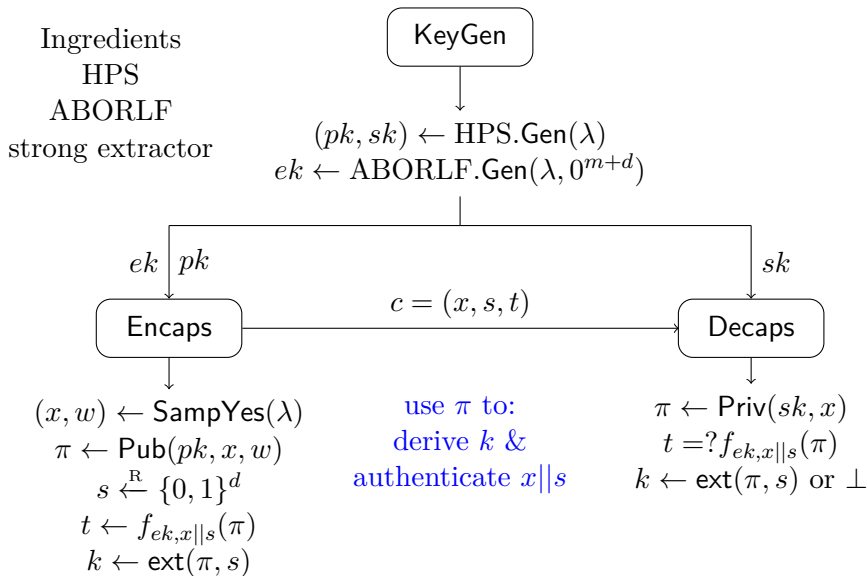 Ingredients
HPS
ABORLF
strong extractor
KeyGen
(pk, sk) ← HPS.Gen(λ)
ek ← ABORLF.Gen(λ, 0^{m+d})
ek
pk
sk
Encaps
c = (x, s, t)
Decaps
(x, w) ← SampYes(λ)
π ← Pub(pk, x, w)
s ←^R {0, 1}^d
t ← f_{ek,x||s}(π)
k ← ext(π, s)
use π to:
derive k &
authenticate x||s
π ← Priv(sk, x)
t =? f_{ek,x||s}(π)
k ← ext(π, s) or ⊥